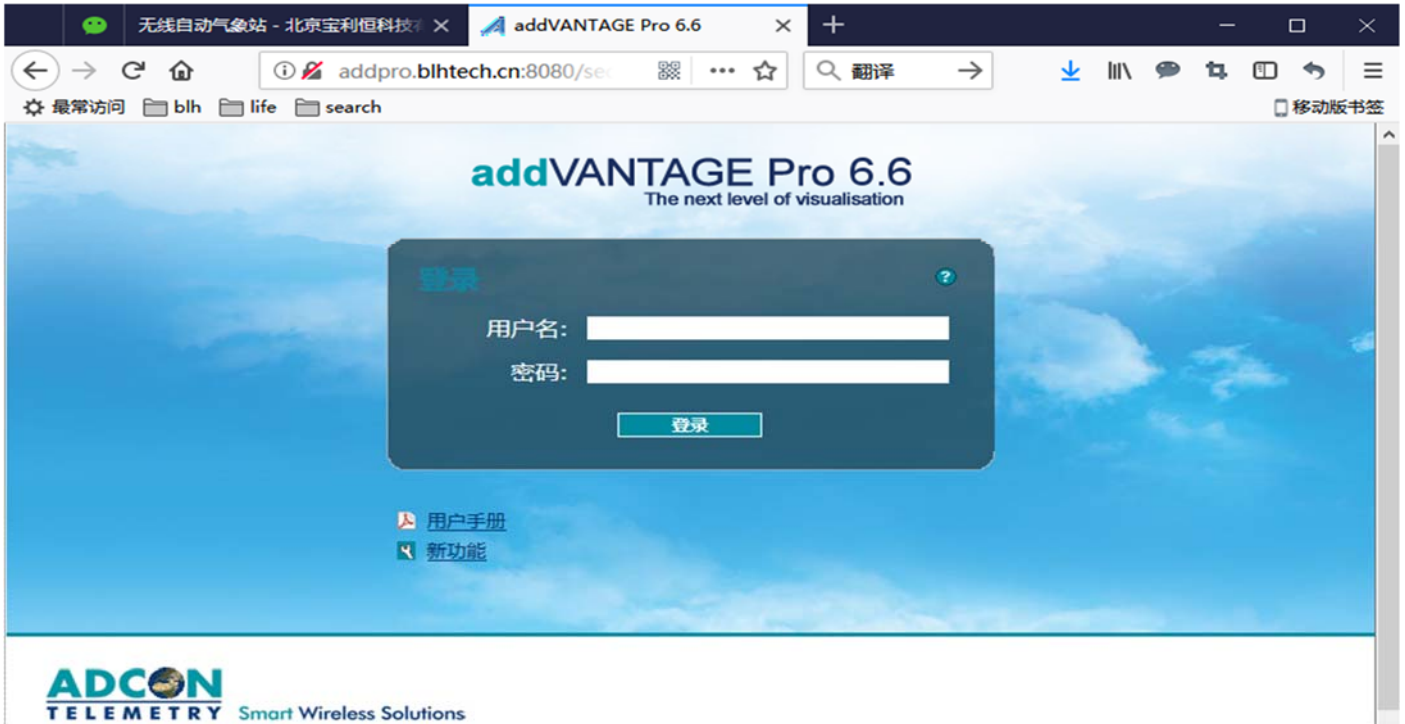 无线自动气象站 - 北京宝利恒科技
addVANTAGE Pro 6.6
addpro.blhtech.cn:8080/sec
翻译
最常访问 blh life search
移动版书签
addVANTAGE Pro 6.6
The next level of visualisation
登录
用户名:
密码:
登录
用户手册
新功能
ADCON
TELEMETRY Smart Wireless Solutions